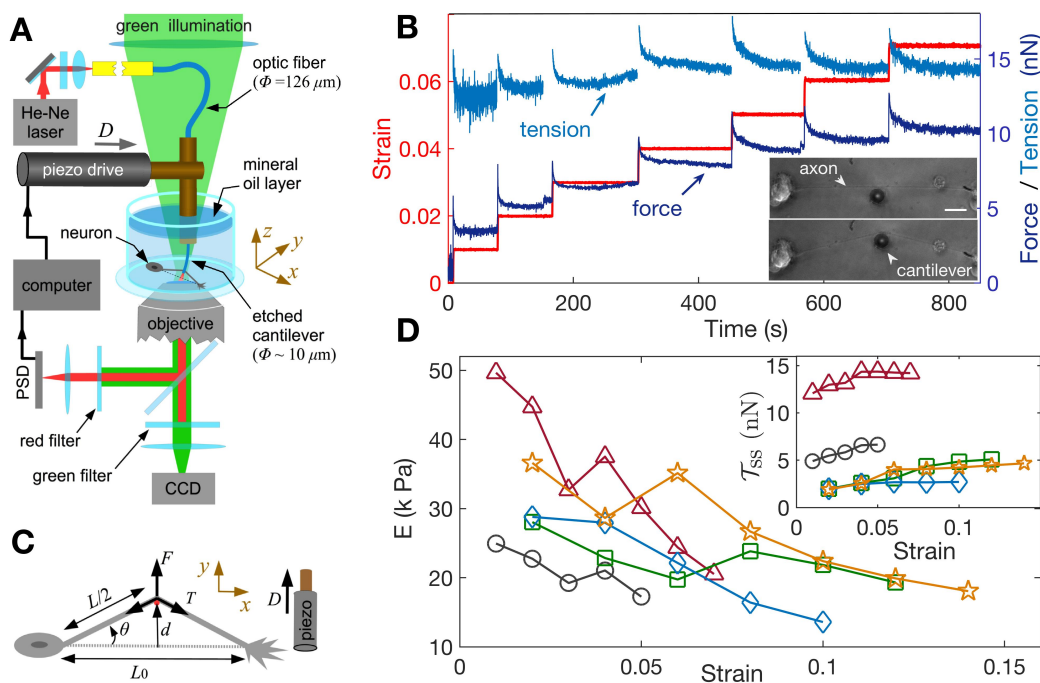 A
green illumination
optic fiber
(Φ =126 μm)
He-Ne
laser
D
piezo drive
mineral
oil layer
neuron
z
y
x
computer
objective
etched
cantilever
(Φ ~ 10 μm)
PSD
red filter
green filter
CCD
B
Strain
0.06
0.04
0.02
0
tension
force
axon
cantilever
15
10
5
0
Force / Tension (nN)
0
200
400
600
800
Time (s)
C
F
y
x
D
L/2
T
θ
d
piezo
L0
D
E (k Pa)
50
40
30
20
10
0
0.05
0.1
0.15
Strain
𝒯ss (nN)
15
10
5
0
0
0.05
0.1
Strain